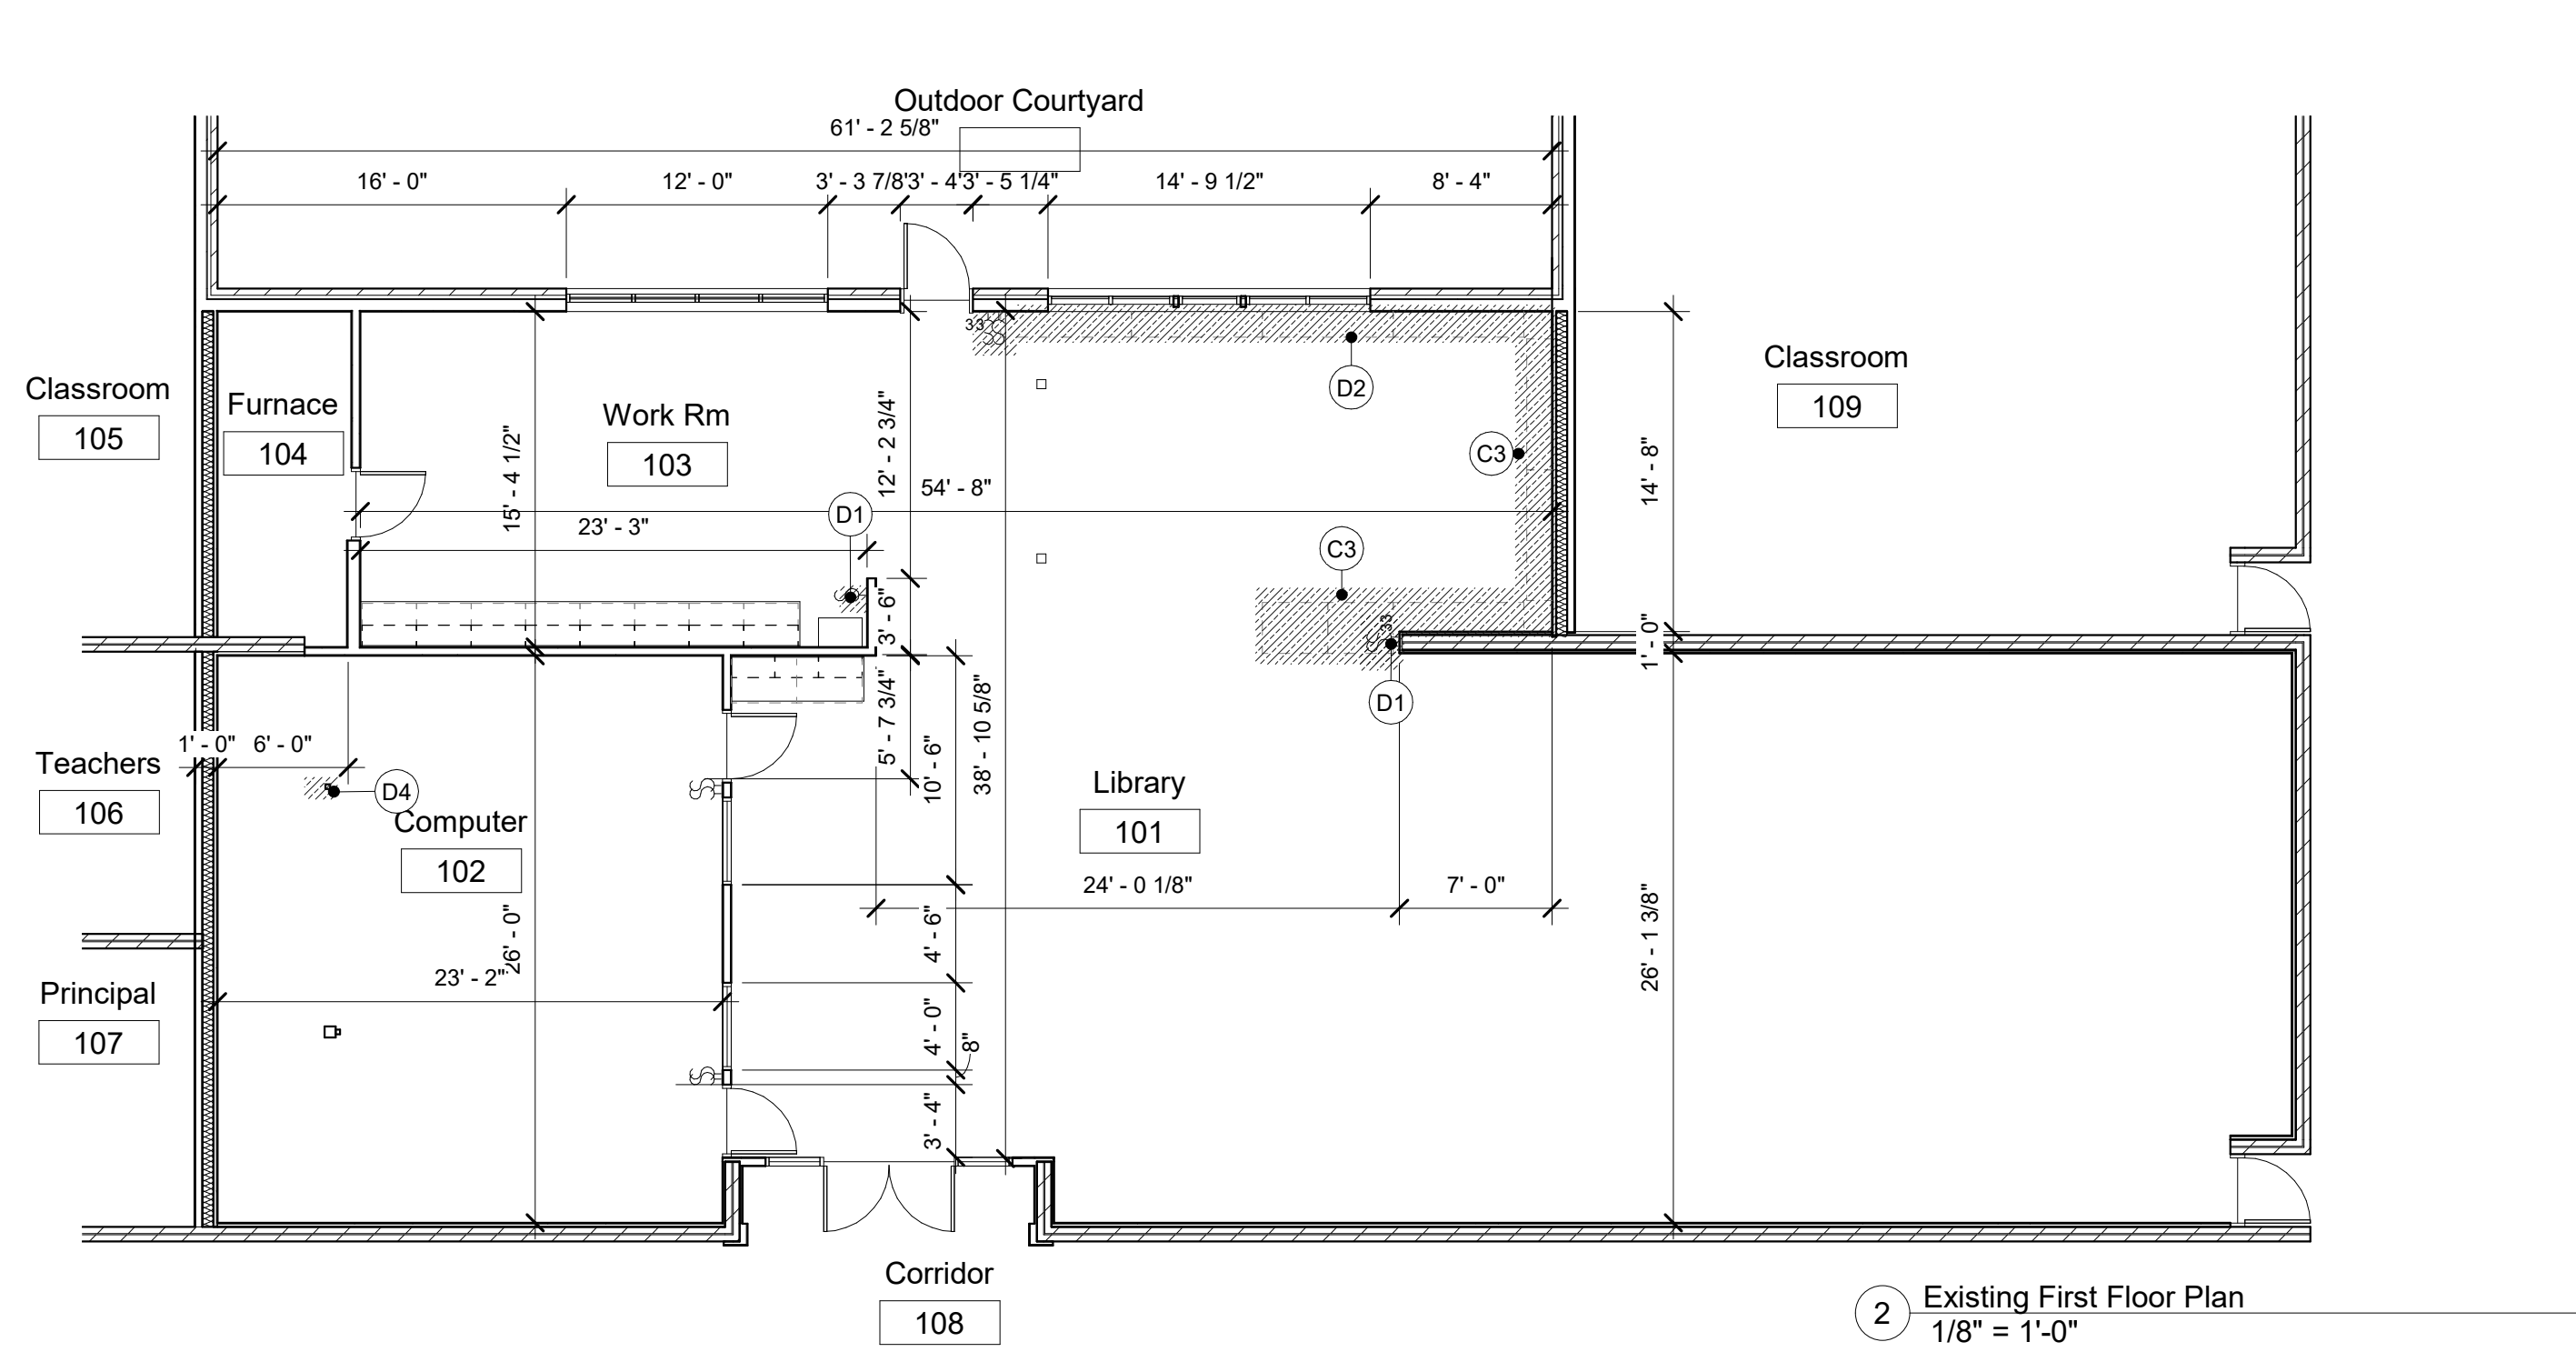 Outdoor Courtyard
61' - 2 5/8"
16' - 0"
12' - 0"
3' - 3 7/8"
3' - 4"
3' - 5 1/4"
14' - 9 1/2"
8' - 4"
33
D2
Classroom
109
Classroom
105
Furnace
104
Work Rm
103
15' - 4 1/2"
12' - 2 3/4"
C3
14' - 8"
54' - 8"
D1
23' - 3"
C3
3' - 6"
33
1' - 0"
D1
5' - 7 3/4"
38' - 10 5/8"
1' - 0"
6' - 0"
Teachers
106
D4
Computer
102
10' - 6"
Library
101
24' - 0 1/8"
7' - 0"
26' - 0"
4' - 6"
26' - 1 3/8"
23' - 2"
Principal
107
4' - 0"
8"
3' - 4"
Corridor
108
2
Existing First Floor Plan
1/8" = 1'-0"